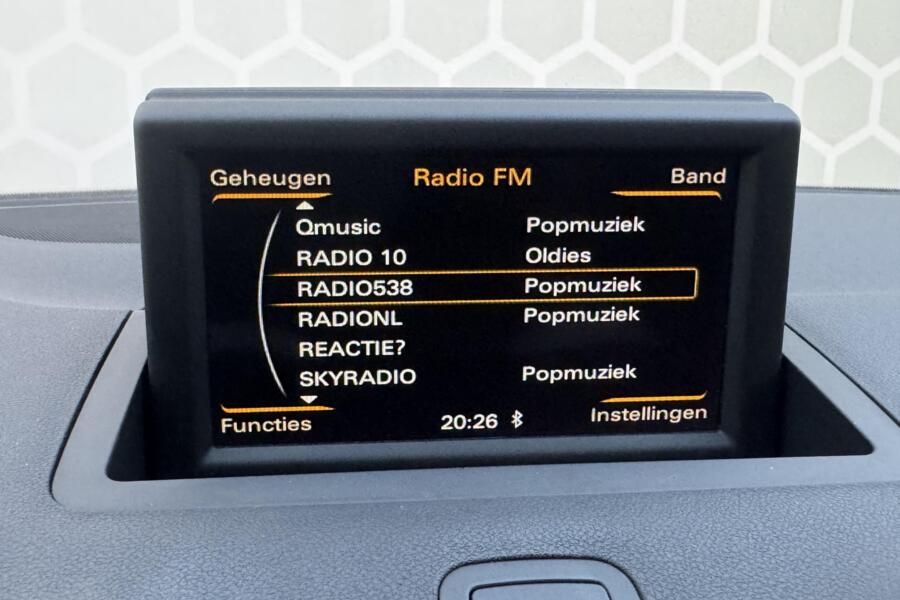 Geheugen Radio FM Band
Qmusic Popmuziek
RADIO 10 Oldies
RADIO538 Popmuziek
RADIONL Popmuziek
REACTIE?
SKYRADIO Popmuziek
Functies 20:26 Instellingen